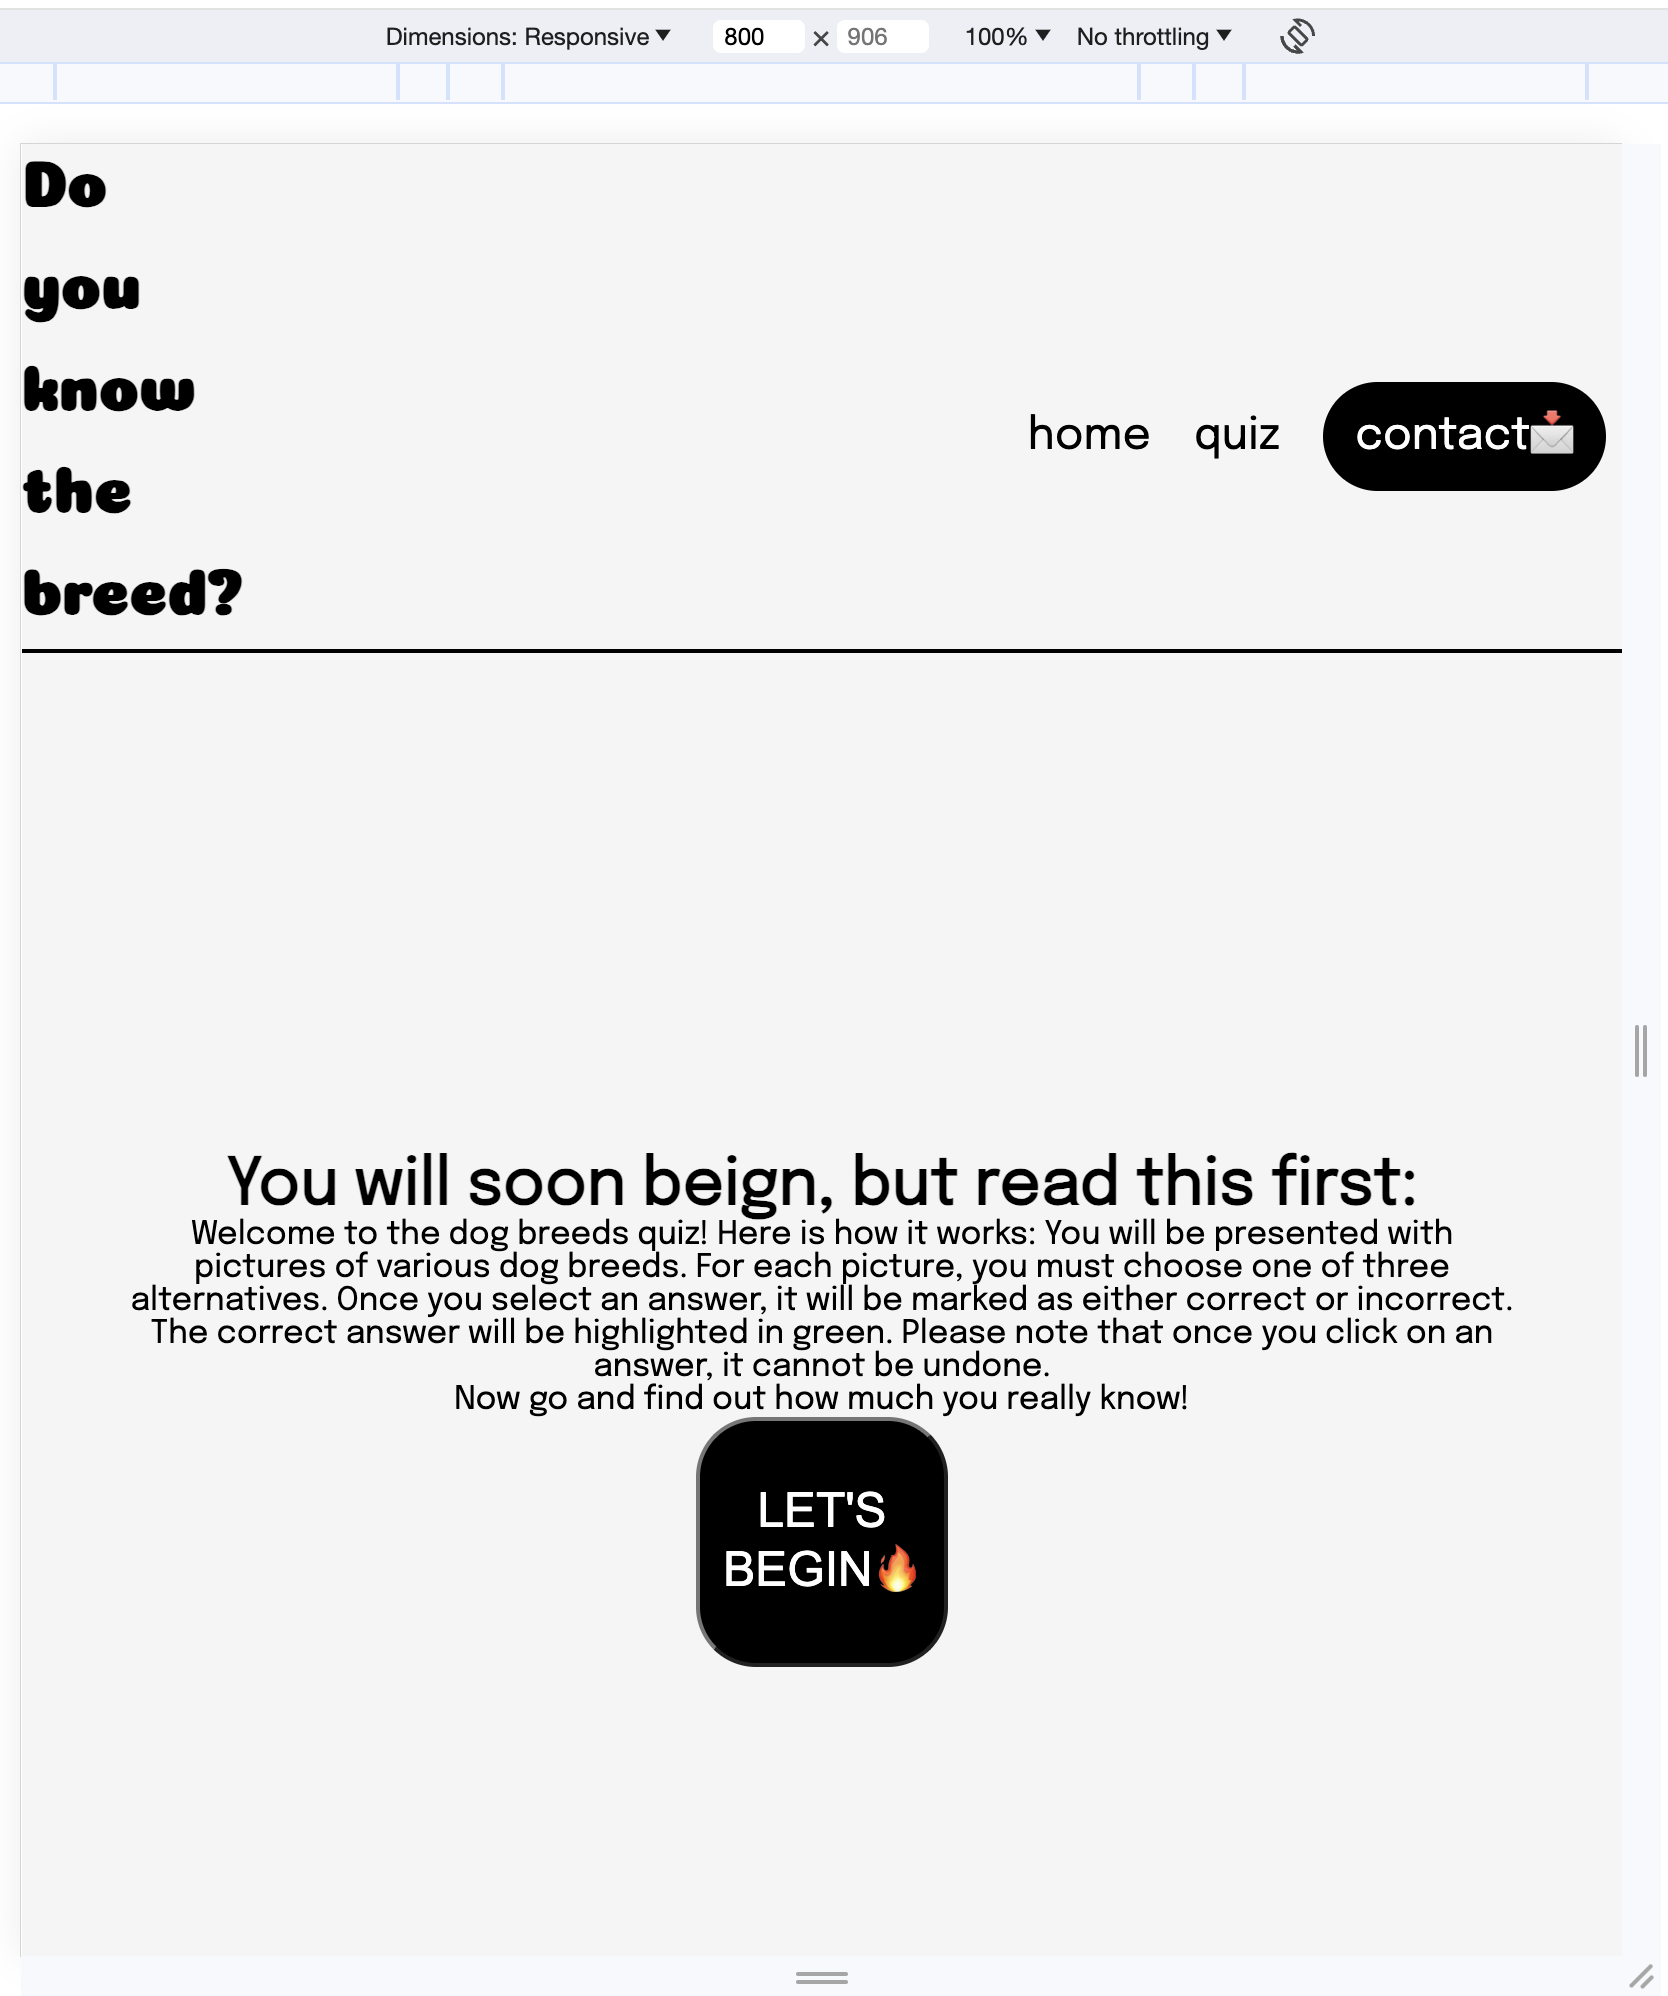 Dimensions: Responsive ▼ 800 × 906 100% ▼ No throttling ▼
Do
you
know
the
breed?
home quiz contact📩
You will soon beign, but read this first:
Welcome to the dog breeds quiz! Here is how it works: You will be presented with
pictures of various dog breeds. For each picture, you must choose one of three
alternatives. Once you select an answer, it will be marked as either correct or incorrect.
The correct answer will be highlighted in green. Please note that once you click on an
answer, it cannot be undone.
Now go and find out how much you really know!
LET'S
BEGIN🔥